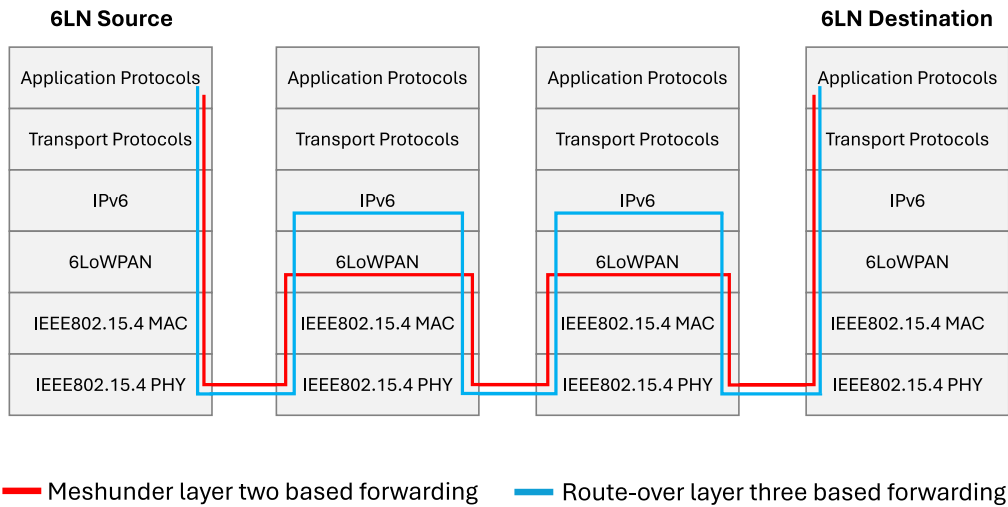 6LN Source 6LN Destination
Application Protocols Application Protocols Application Protocols Application Protocols
Transport Protocols Transport Protocols Transport Protocols Transport Protocols
IPv6 IPv6 IPv6 IPv6
6LoWPAN 6LoWPAN 6LoWPAN 6LoWPAN
IEEE802.15.4 MAC IEEE802.15.4 MAC IEEE802.15.4 MAC IEEE802.15.4 MAC
IEEE802.15.4 PHY IEEE802.15.4 PHY IEEE802.15.4 PHY IEEE802.15.4 PHY
Meshunder layer two based forwarding Route-over layer three based forwarding